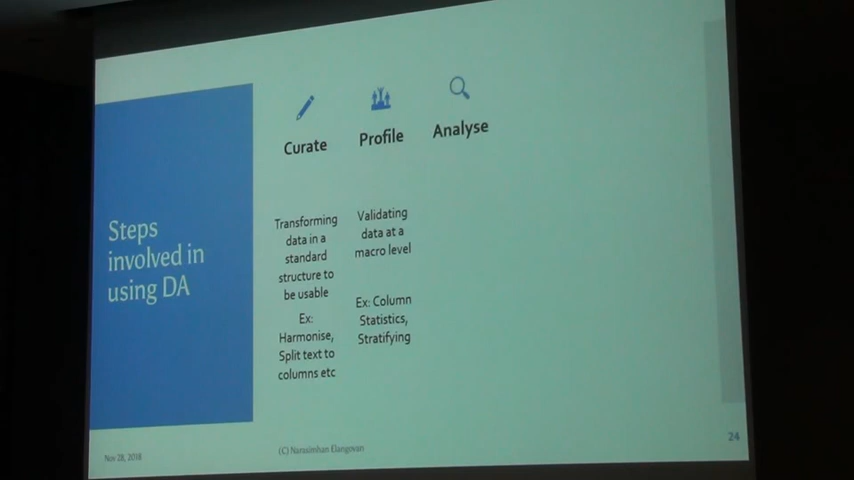 Steps
involved in
using DA
Curate
Profile
Analyse
Transforming
data in a
standard
structure to
be usable
Ex:
Harmonise,
Split text to
columns etc
Validating
data at a
macro level
Ex: Column
Statistics,
Stratifying
Nov 28, 2018
(C) Narasimhan Elangovan
24